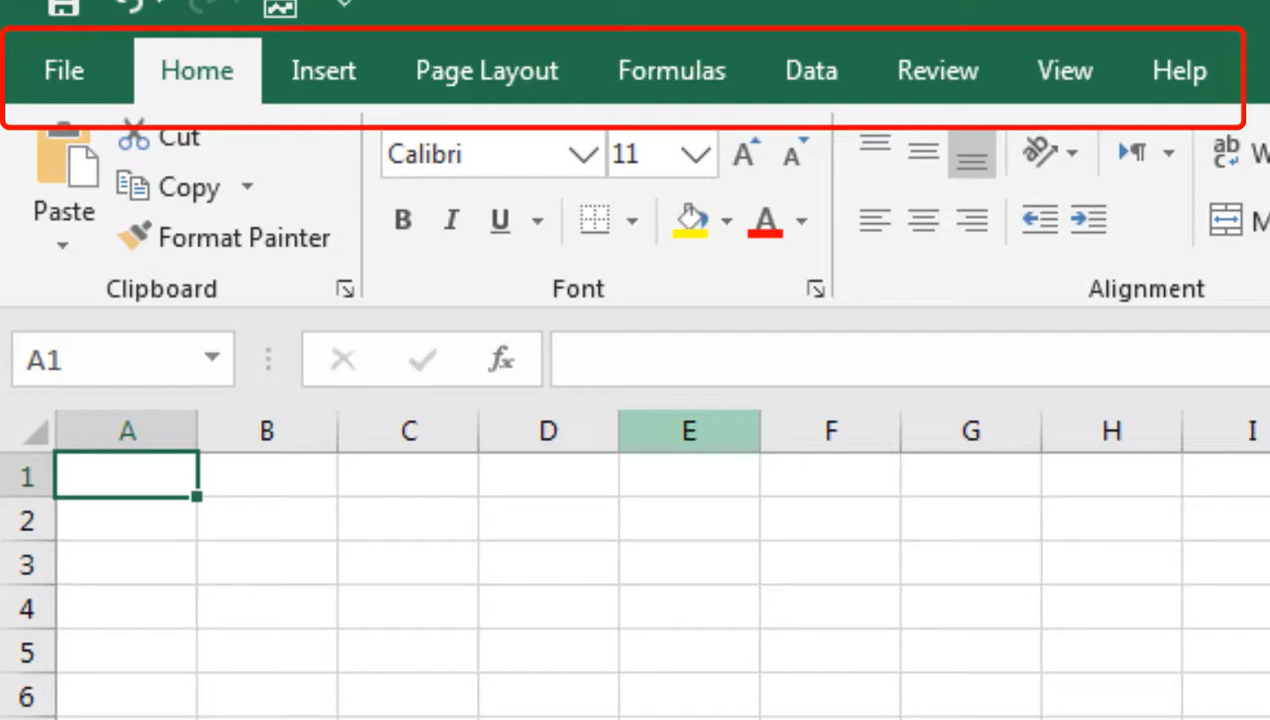 File Home Insert Page Layout Formulas Data Review View Help
Cut
Calibri 11 A A ab c W
Copy
Paste
B I U A M
Format Painter
Clipboard Font Alignment
A1 fx
A B C D E F G H I
1
2
3
4
5
6